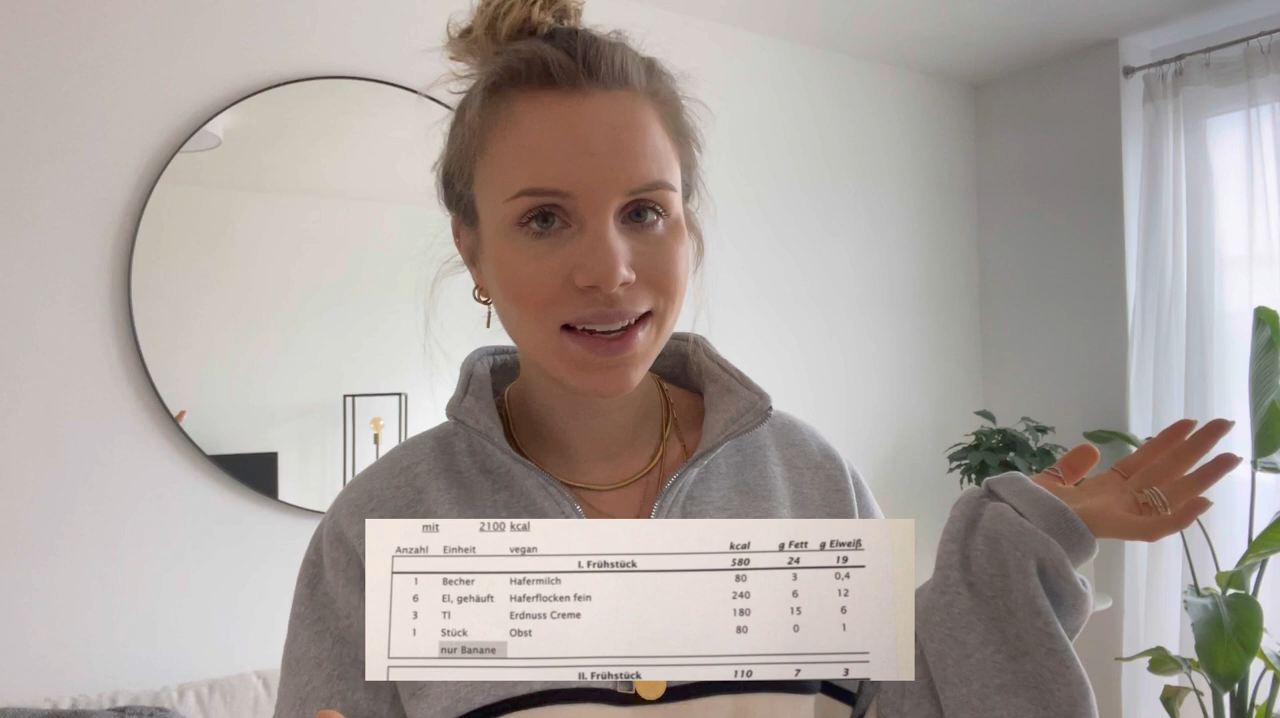 mit 2100 kcal
Anzahl Einheit vegan kcal g Fett g Eiweiß
I. Frühstück 580 24 19
1 Becher Hafermilch 80 3 0,4
6 El, gehäuft Haferflocken fein 240 6 12
3 Tl Erdnuss Creme 180 15 6
1 Stück Obst 80 0 1
nur Banane
II. Frühstück 110 7 3